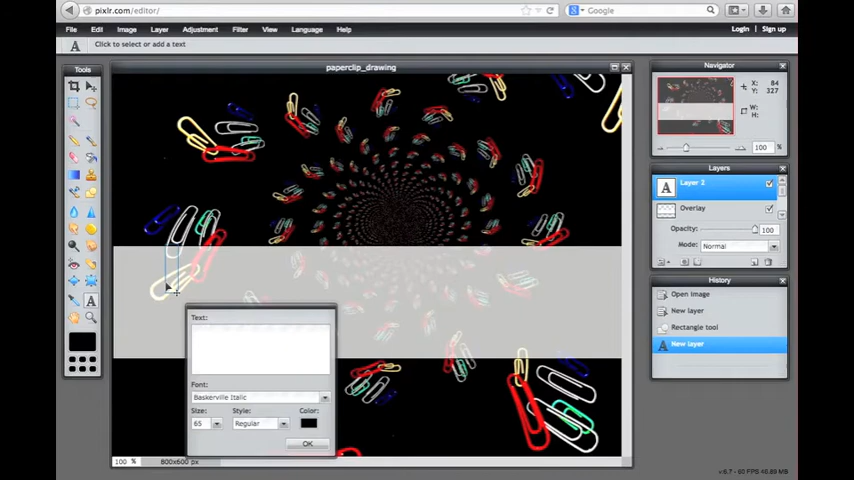 pixlr.com/editor/
Google
File Edit Image Layer Adjustment Filter View Language Help
Login Sign up
A Click to select or add a text
Tools
paperclip_drawing
Navigator
X: 84
Y: 327
W:
H:
100 %
Layers
A Layer 2
Overlay
Opacity: 100
Mode: Normal
History
Open image
New layer
Rectangle tool
A New layer
A
Text:
Font:
Baskerville Italic
Size: Style: Color:
65 Regular
OK
100 % 600x600 px